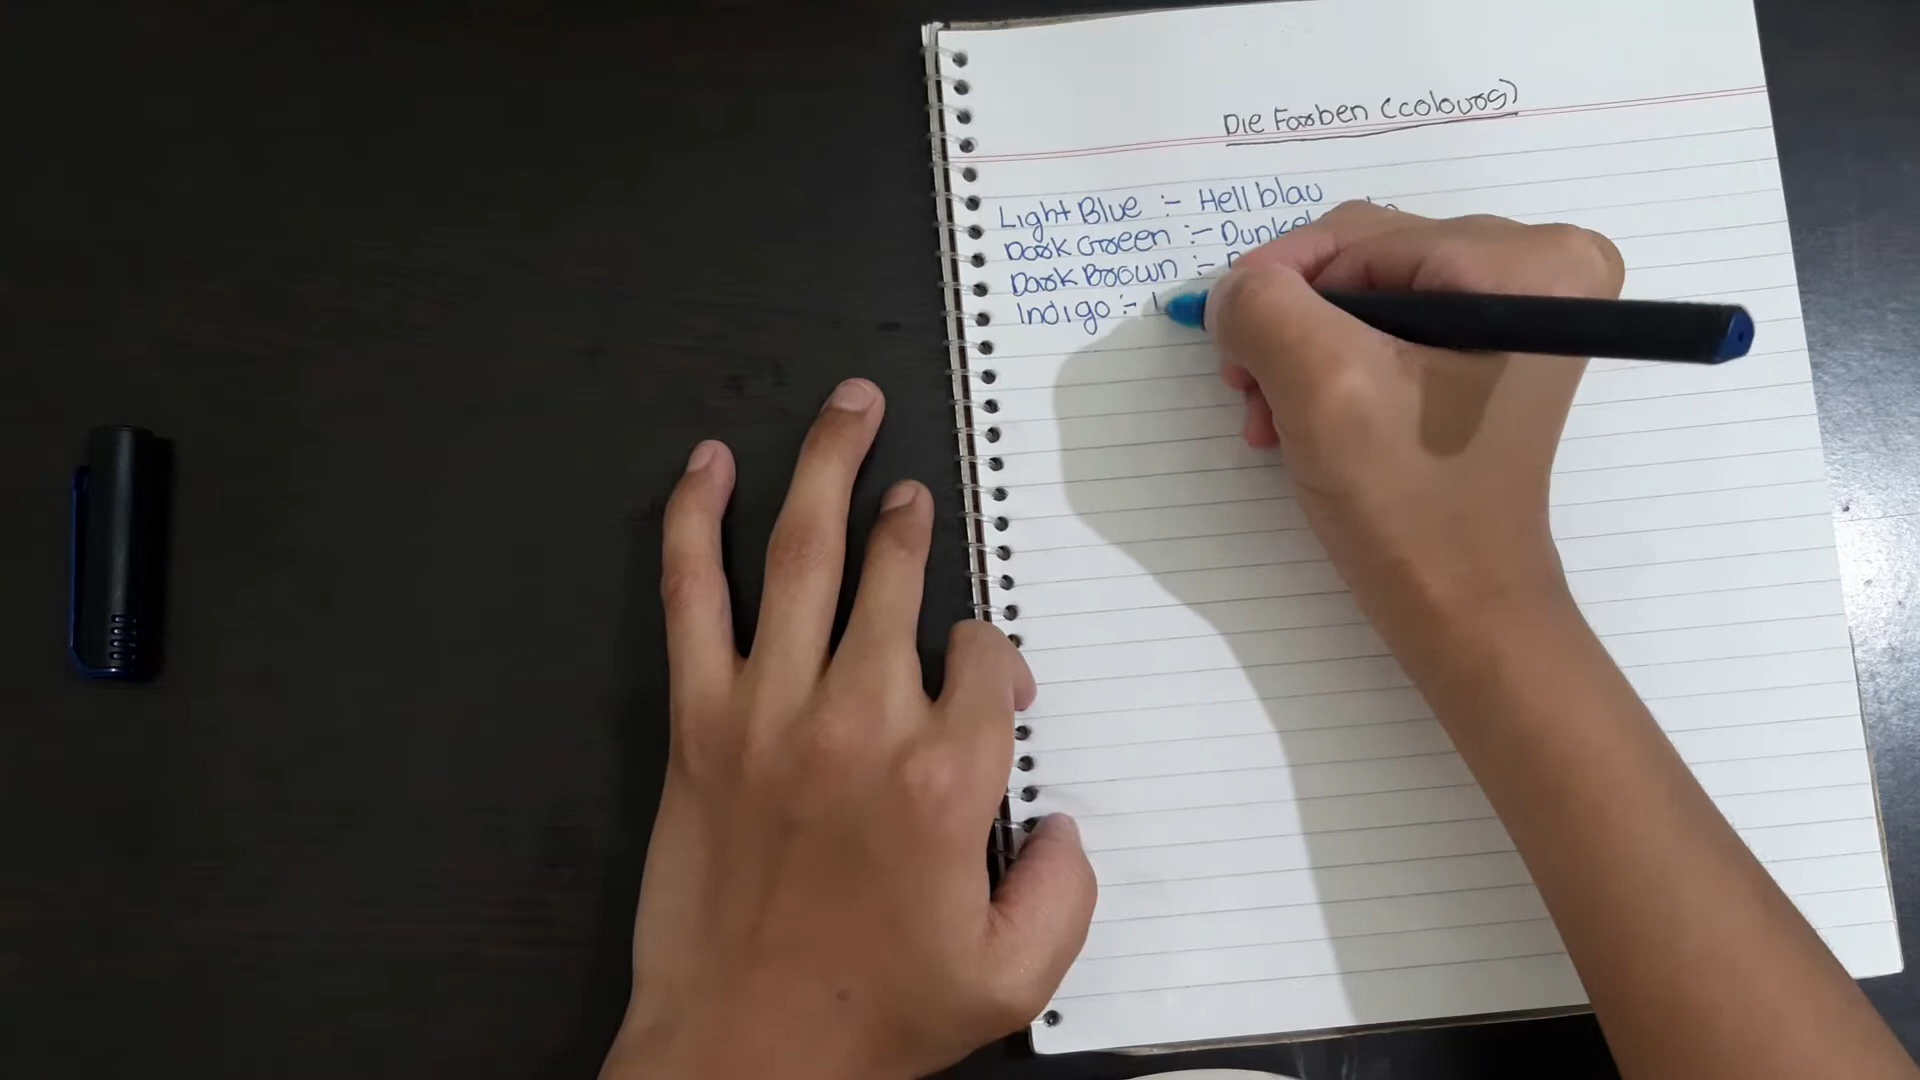 Die Farben (colours)
Light Blue :- Hell blau
Dark Green :-
Dark Brown :-
Indigo :-